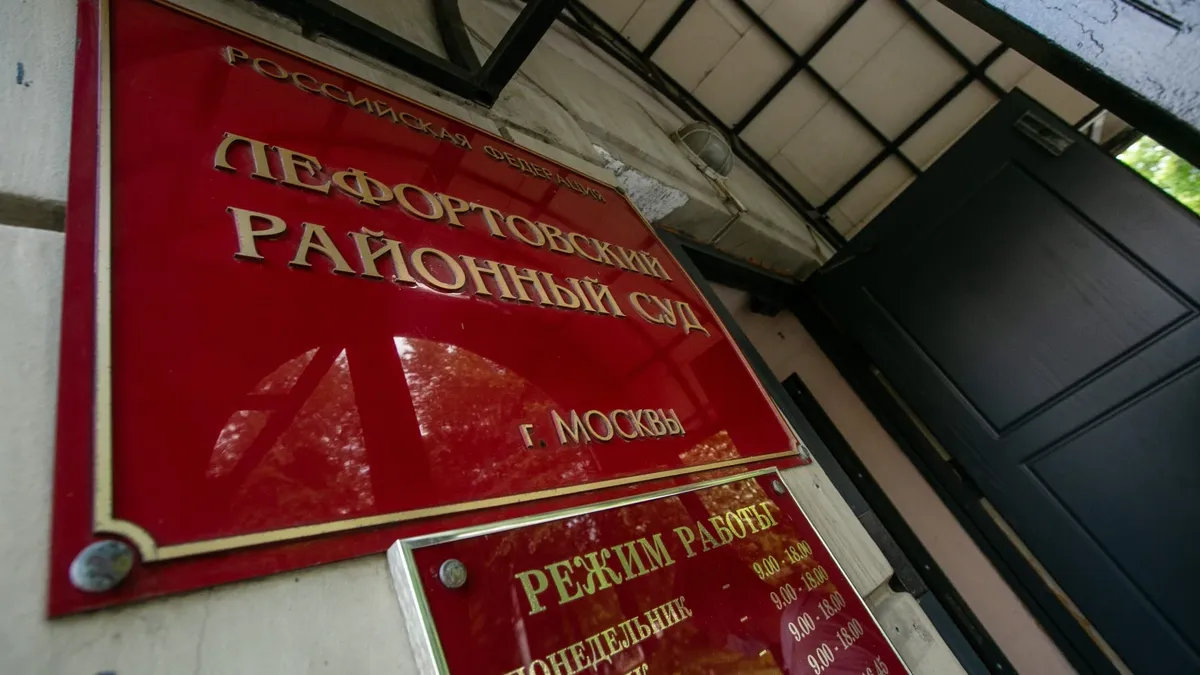 РОССИЙСКАЯ ФЕДЕРАЦИЯ
ЛЕФОРТОВСКИЙ
РАЙОННЫЙ СУД
г. МОСКВЫ
РЕЖИМ РАБОТЫ
ПОНЕДЕЛЬНИК - 9.00 - 18.00
- 9.00 - 18.00
- 9.00 - 18.00
9.00 - 18.00